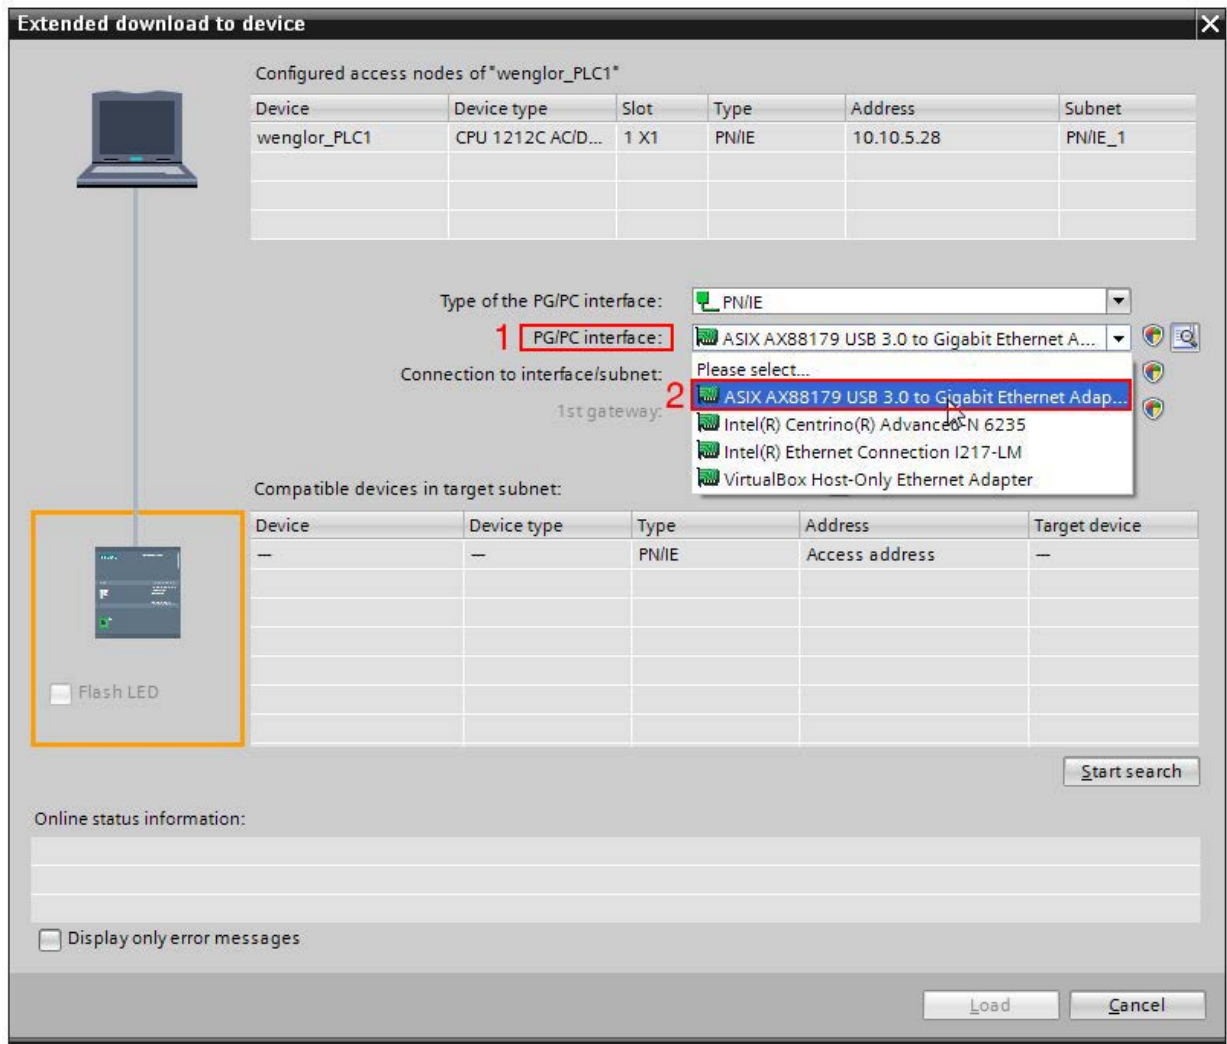 Extended download to device
Configured access nodes of "wenglor_PLC1"
Device Device type Slot Type Address Subnet
wenglor_PLC1 CPU 1212C AC/D... 1 X1 PN/IE 10.10.5.28 PN/IE_1
Type of the PG/PC interface: PN/IE
1 PG/PC interface: ASIX AX88179 USB 3.0 to Gigabit Ethernet A...
Connection to interface/subnet: Please select...
2 ASIX AX88179 USB 3.0 to Gigabit Ethernet Adap...
1st gateway: Intel(R) Centrino(R) Advanced-N 6235
Intel(R) Ethernet Connection I217-LM
VirtualBox Host-Only Ethernet Adapter
Compatible devices in target subnet:
Device Device type Type Address Target device
— — PN/IE Access address —
Flash LED
Start search
Online status information:
Display only error messages
Load Cancel